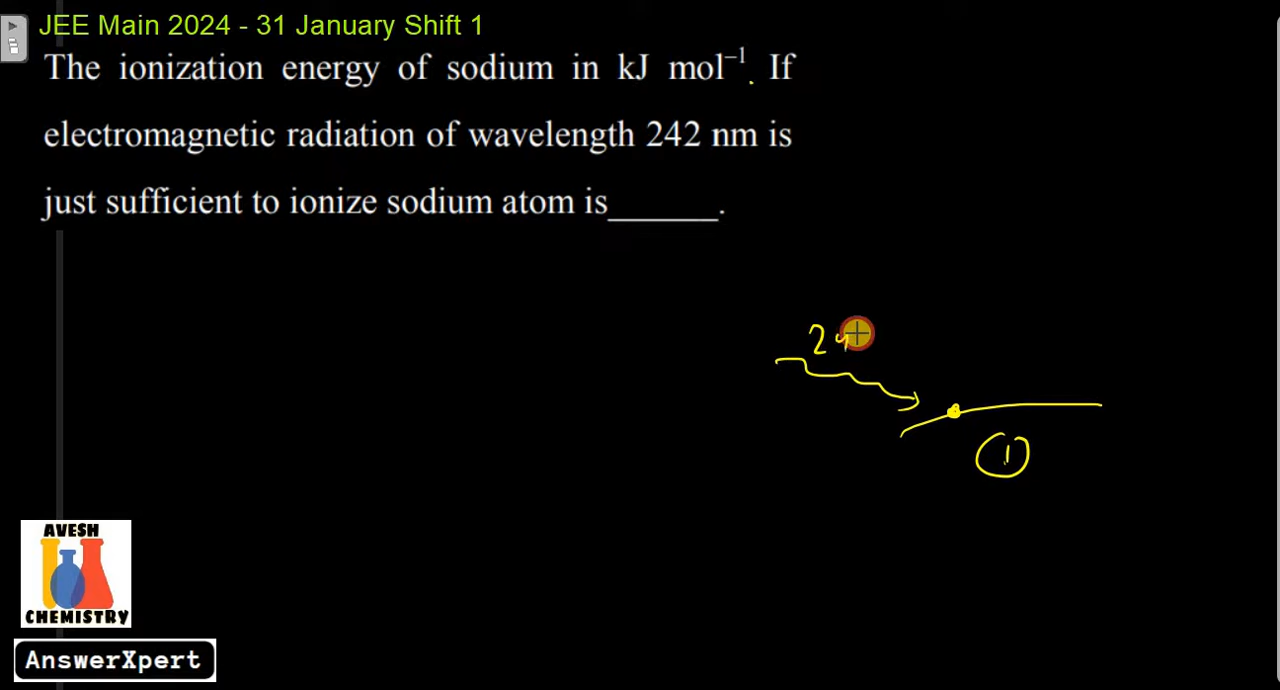 JEE Main 2024 - 31 January Shift 1
The ionization energy of sodium in kJ mol⁻¹. If
electromagnetic radiation of wavelength 242 nm is
just sufficient to ionize sodium atom is______.
24
1
AVESH
CHEMISTRY
AnswerXpert